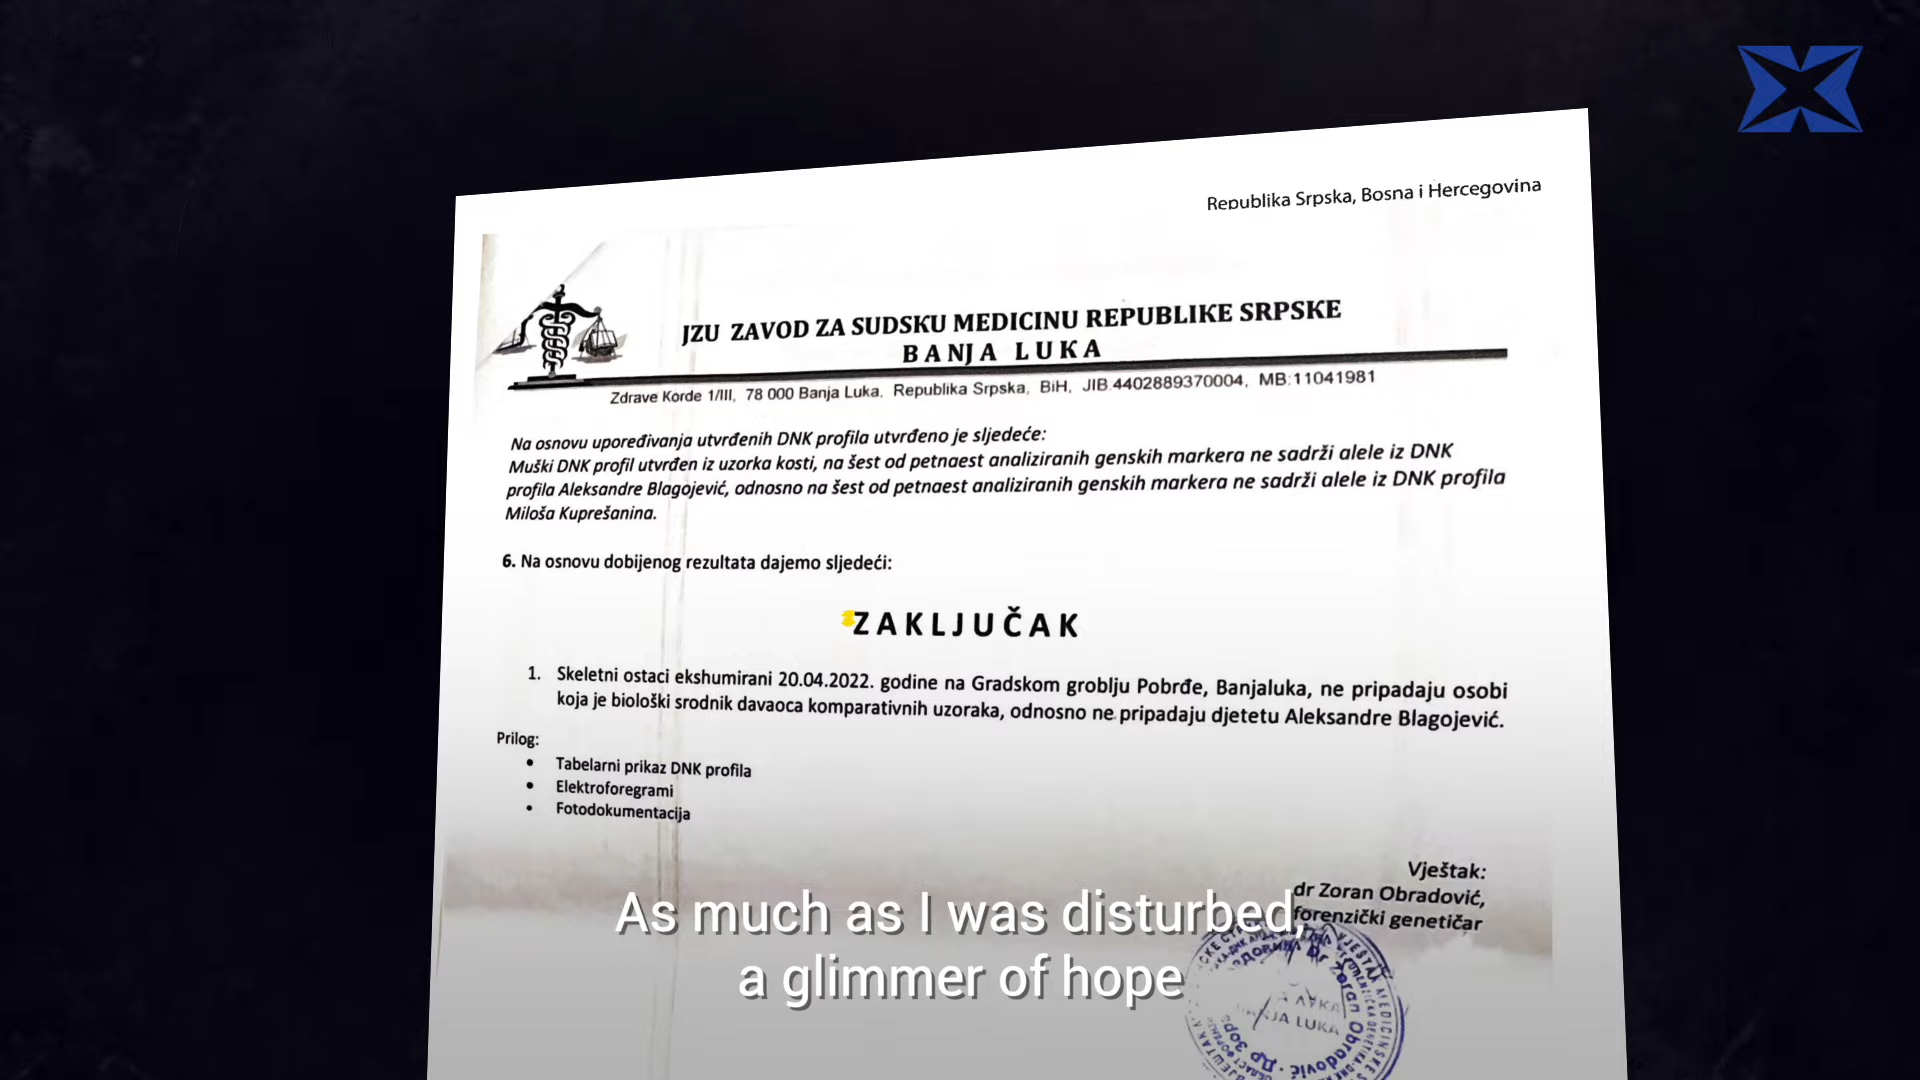 Republika Srpska, Bosna i Hercegovina
JZU ZAVOD ZA SUDSKU MEDICINU REPUBLIKE SRPSKE
BANJA LUKA
Zdrave Korde 1/III, 78 000 Banja Luka, Republika Srpska, BiH, JIB.4402889370004, MB:11041981
Na osnovu upoređivanja utvrđenih DNK profila utvrđeno je sljedeće:
Muški DNK profil utvrđen iz uzorka kosti, na šest od petnaest analiziranih genskih markera ne sadrži alele iz DNK
profila Aleksandre Blagojević, odnosno na šest od petnaest analiziranih genskih markera ne sadrži alele iz DNK profila
Miloša Kuprešanina.
6. Na osnovu dobijenog rezultata dajemo sljedeći:
ZAKLJUČAK
1. Skeletni ostaci ekshumirani 20.04.2022. godine na Gradskom groblju Pobrđe, Banjaluka, ne pripadaju osobi
koja je biološki srodnik davaoca komparativnih uzoraka, odnosno ne pripadaju djetetu Aleksandre Blagojević.
Prilog:
• Tabelarni prikaz DNK profila
• Elektroforegrami
• Fotodokumentacija
Vještak:
dr Zoran Obradović,
forenzički genetičar
As much as I was disturbed,
a glimmer of hope
Dr Zoran Obradović
BANJA LUKA